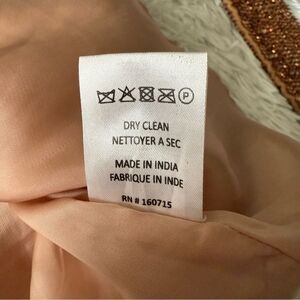 P
DRY CLEAN
NETTOYER A SEC
MADE IN INDIA
FABRIQUE IN INDE
RN # 160715